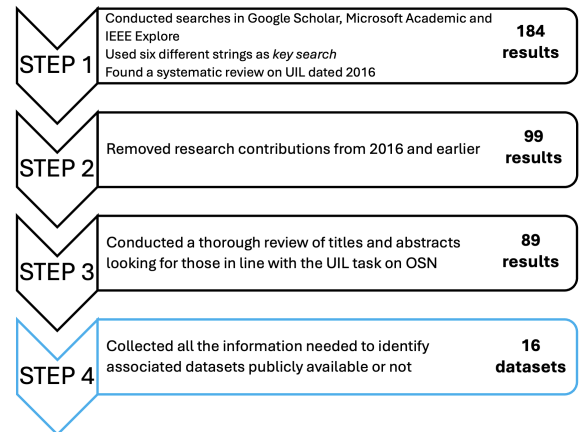 Conducted searches in Google Scholar, Microsoft Academic and
IEEE Explore
Used six different strings as key search
Found a systematic review on UIL dated 2016
184
results
STEP 1
Removed research contributions from 2016 and earlier
99
results
STEP 2
Conducted a thorough review of titles and abstracts
looking for those in line with the UIL task on OSN
89
results
STEP 3
Collected all the information needed to identify
associated datasets publicly available or not
16
datasets
STEP 4